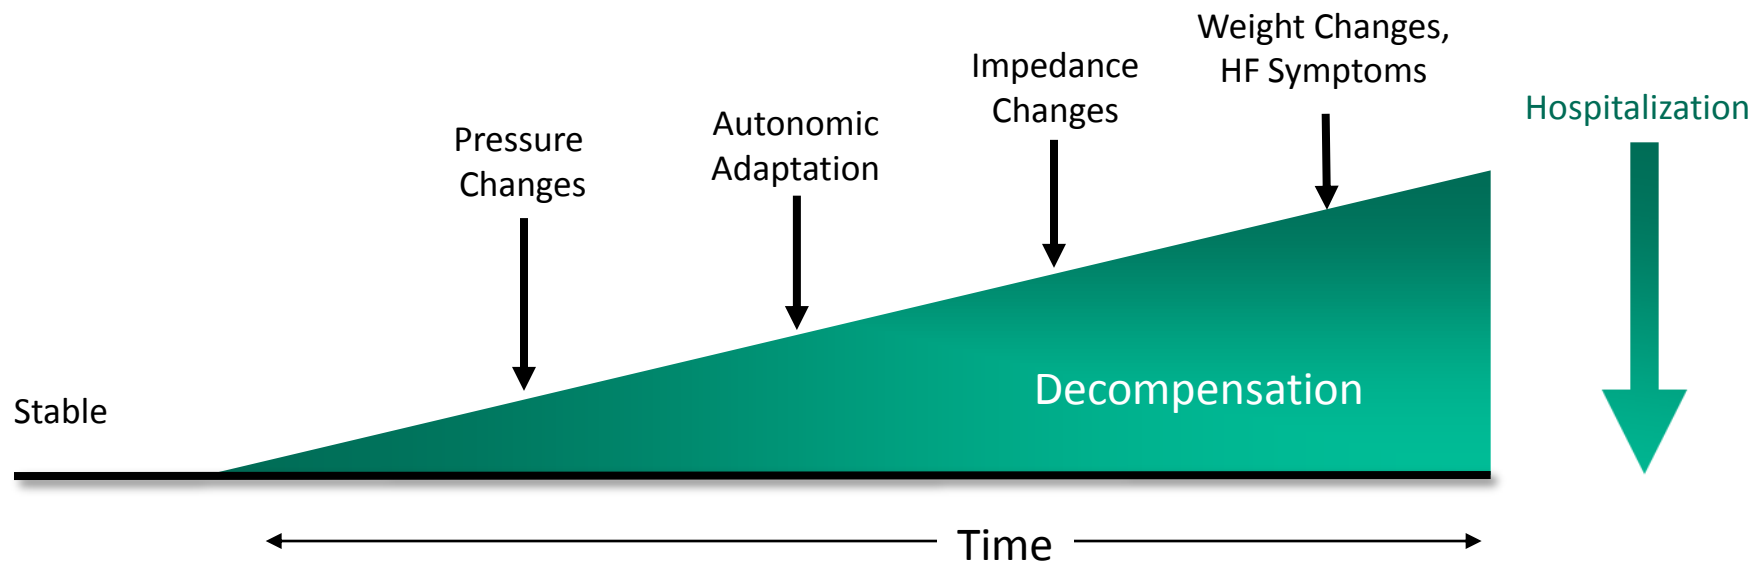 Stable
Pressure
Changes
Autonomic
Adaptation
Impedance
Changes
Weight Changes,
HF Symptoms
Hospitalization
Decompensation
Time